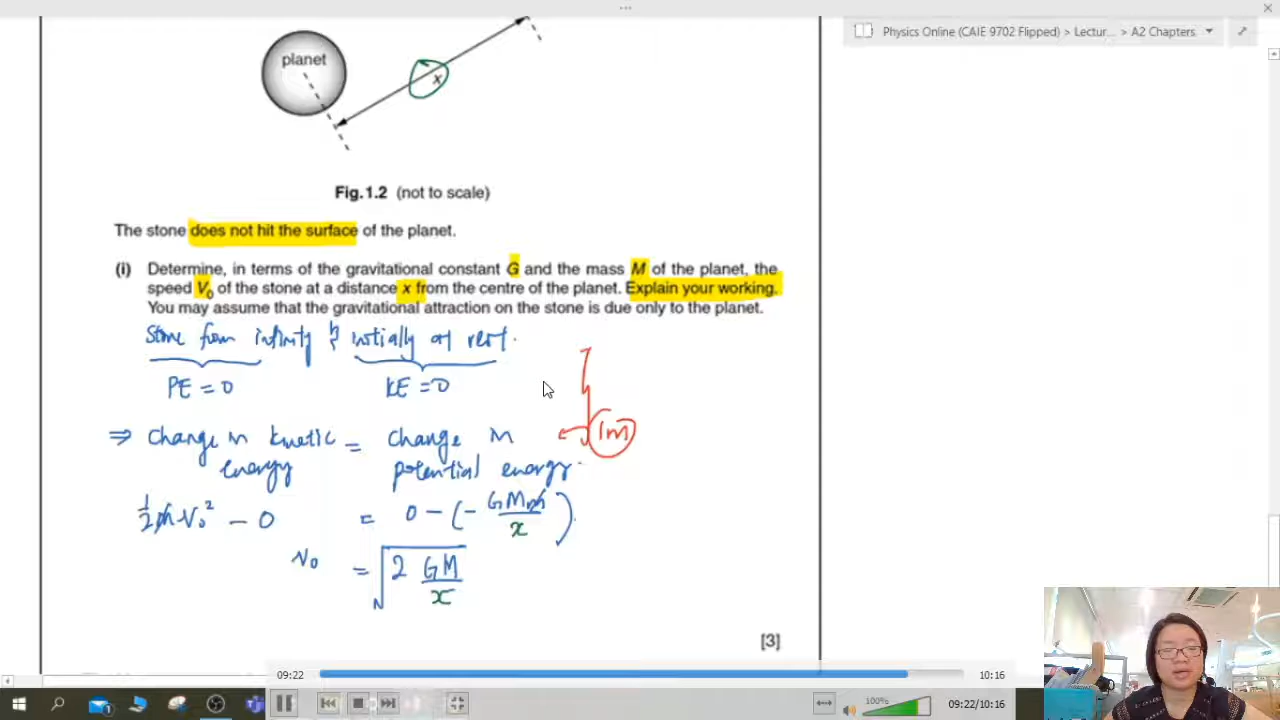 Physics Online (CAIE 9702 Flipped) > Lectur... > A2 Chapters
planet
x
Fig.1.2 (not to scale)
The stone does not hit the surface of the planet.
(i) Determine, in terms of the gravitational constant G and the mass M of the planet, the
speed V₀ of the stone at a distance x from the centre of the planet. Explain your working.
You may assume that the gravitational attraction on the stone is due only to the planet.
Stone from infinity & initially at rest.
PE = 0 KE = 0
1m
⇒ Change in kinetic energy = change in potential energy.
½mV₀² – 0 = 0 – (– GMm/x).
V₀ = √(2 GM/x)
[3]
09:22 10:16
100%
09:22/10:16